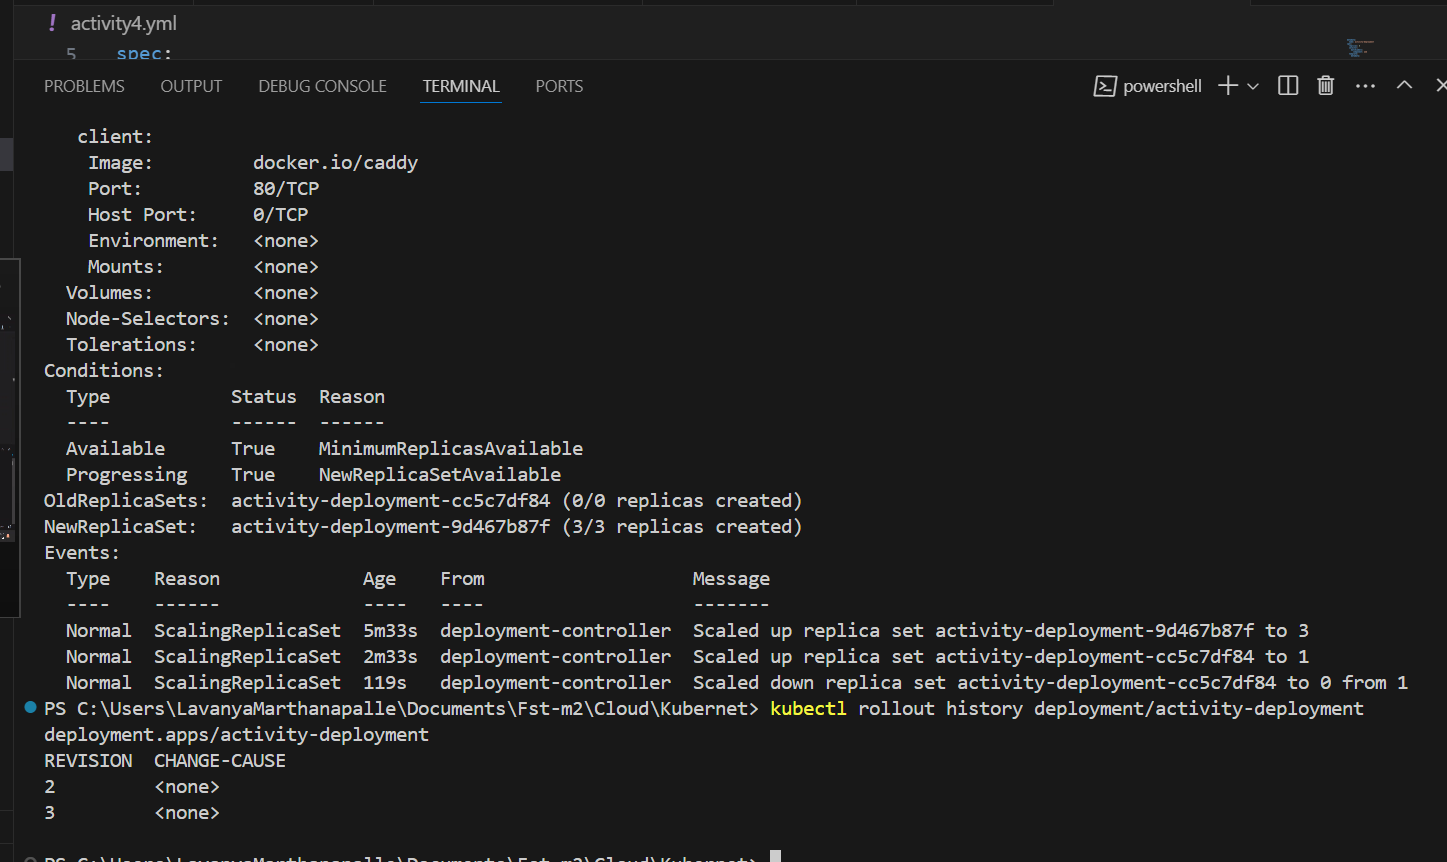 ! activity4.yml
5 spec:
PROBLEMS OUTPUT DEBUG CONSOLE TERMINAL PORTS powershell
client:
Image: docker.io/caddy
Port: 80/TCP
Host Port: 0/TCP
Environment: <none>
Mounts: <none>
Volumes: <none>
Node-Selectors: <none>
Tolerations: <none>
Conditions:
Type Status Reason
---- ------ ------
Available True MinimumReplicasAvailable
Progressing True NewReplicaSetAvailable
OldReplicaSets: activity-deployment-cc5c7df84 (0/0 replicas created)
NewReplicaSet: activity-deployment-9d467b87f (3/3 replicas created)
Events:
Type Reason Age From Message
---- ------ ---- ---- -------
Normal ScalingReplicaSet 5m33s deployment-controller Scaled up replica set activity-deployment-9d467b87f to 3
Normal ScalingReplicaSet 2m33s deployment-controller Scaled up replica set activity-deployment-cc5c7df84 to 1
Normal ScalingReplicaSet 119s deployment-controller Scaled down replica set activity-deployment-cc5c7df84 to 0 from 1
PS C:\Users\LavanyaMarthanapalle\Documents\Fst-m2\Cloud\Kubernet> kubectl rollout history deployment/activity-deployment
deployment.apps/activity-deployment
REVISION CHANGE-CAUSE
2 <none>
3 <none>
PS C:\Users\LavanyaMarthanapalle\Documents\Fst-m2\Cloud\Kubernet>